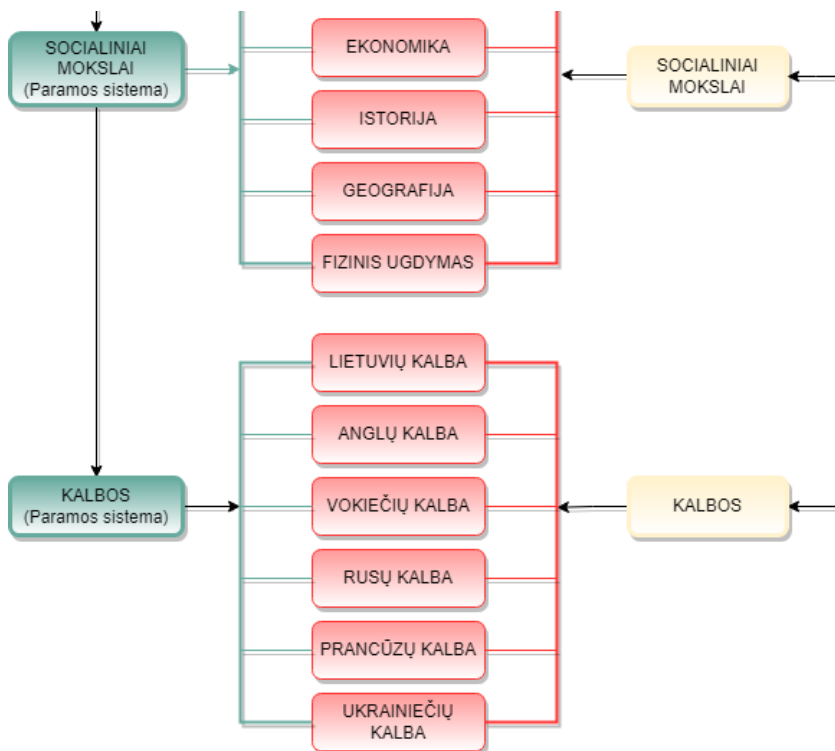 SOCIALINIAI
MOKSLAI
(Paramos sistema)
EKONOMIKA
ISTORIJA
GEOGRAFIJA
FIZINIS UGDYMAS
SOCIALINIAI
MOKSLAI
KALBOS
(Paramos sistema)
LIETUVIŲ KALBA
ANGLŲ KALBA
VOKIEČIŲ KALBA
RUSŲ KALBA
PRANCŪZŲ KALBA
UKRAINIEČIŲ
KALBA
KALBOS